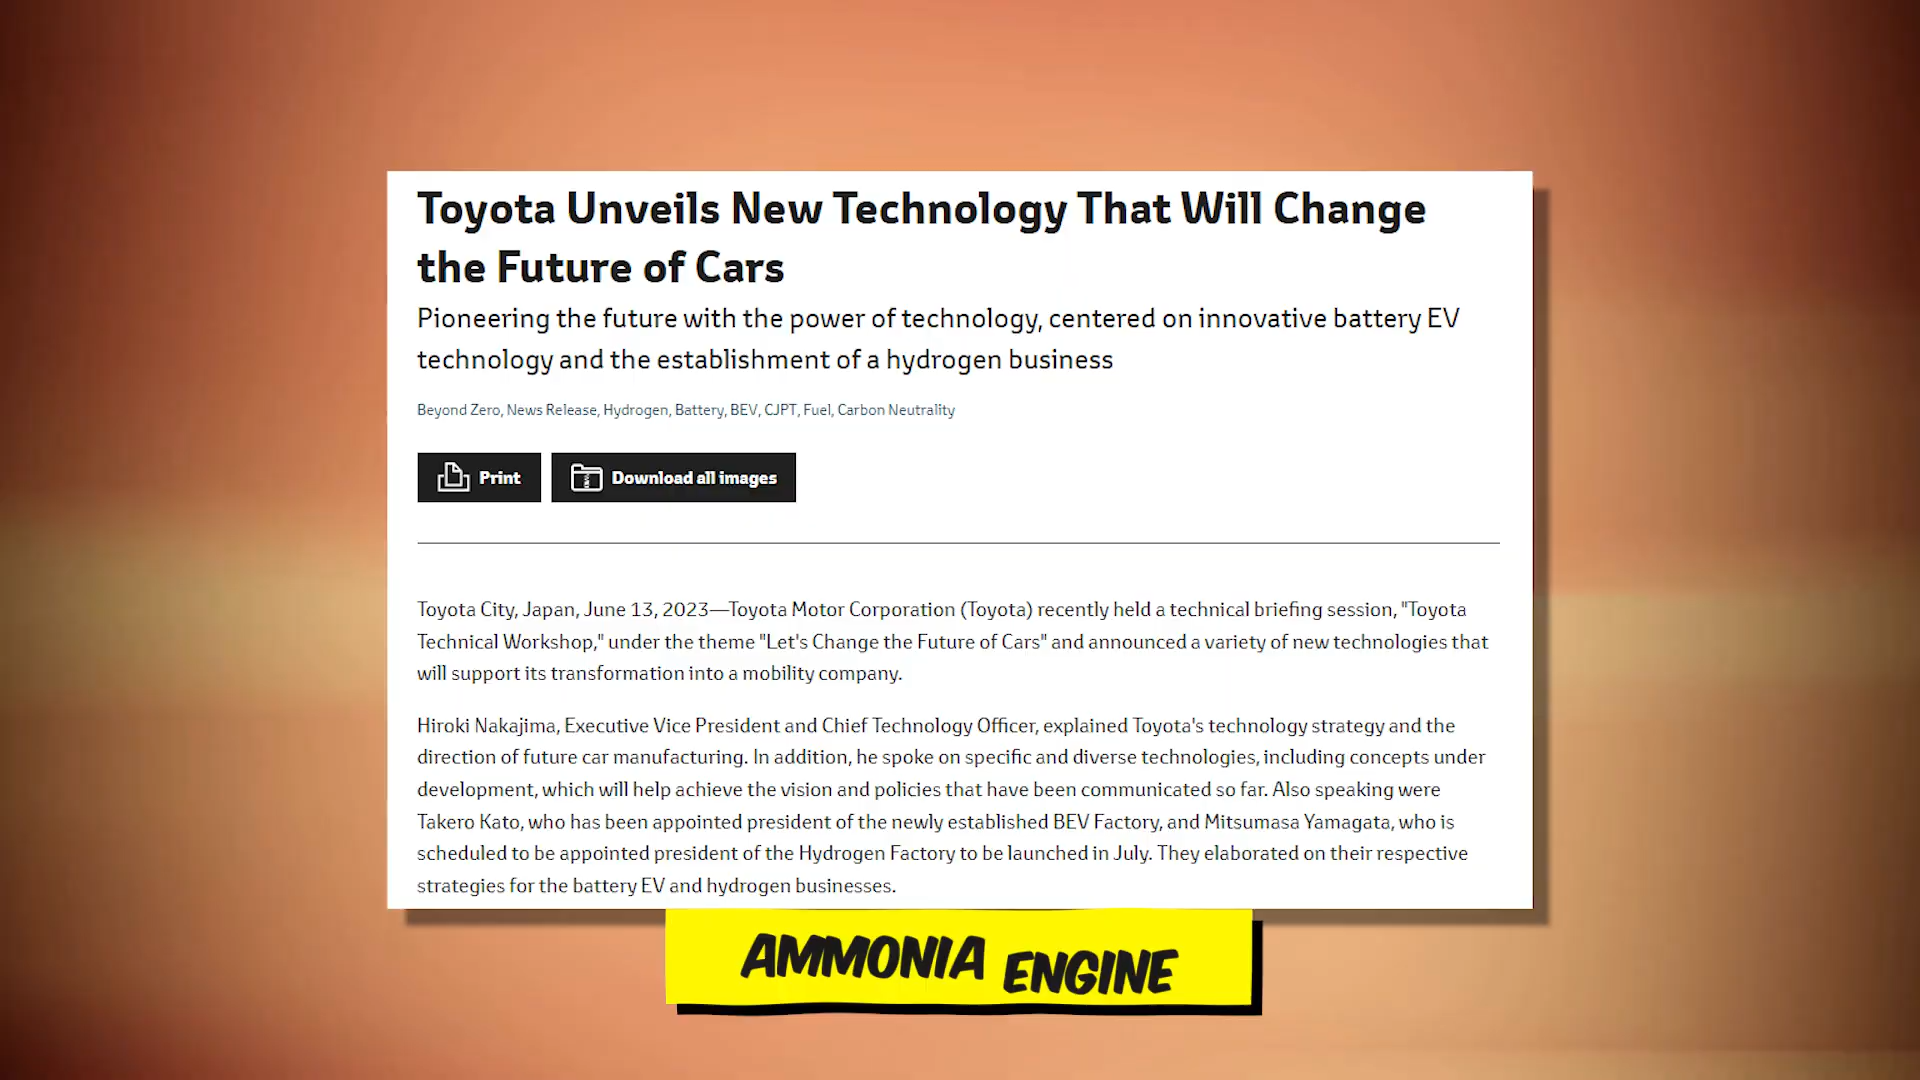 Toyota Unveils New Technology That Will Change
the Future of Cars
Pioneering the future with the power of technology, centered on innovative battery EV
technology and the establishment of a hydrogen business
Beyond Zero, News Release, Hydrogen, Battery, BEV, CJPT, Fuel, Carbon Neutrality
Print
Download all images
Toyota City, Japan, June 13, 2023—Toyota Motor Corporation (Toyota) recently held a technical briefing session, "Toyota
Technical Workshop," under the theme "Let's Change the Future of Cars" and announced a variety of new technologies that
will support its transformation into a mobility company.
Hiroki Nakajima, Executive Vice President and Chief Technology Officer, explained Toyota's technology strategy and the
direction of future car manufacturing. In addition, he spoke on specific and diverse technologies, including concepts under
development, which will help achieve the vision and policies that have been communicated so far. Also speaking were
Takero Kato, who has been appointed president of the newly established BEV Factory, and Mitsumasa Yamagata, who is
scheduled to be appointed president of the Hydrogen Factory to be launched in July. They elaborated on their respective
strategies for the battery EV and hydrogen businesses.
AMMONIA ENGINE